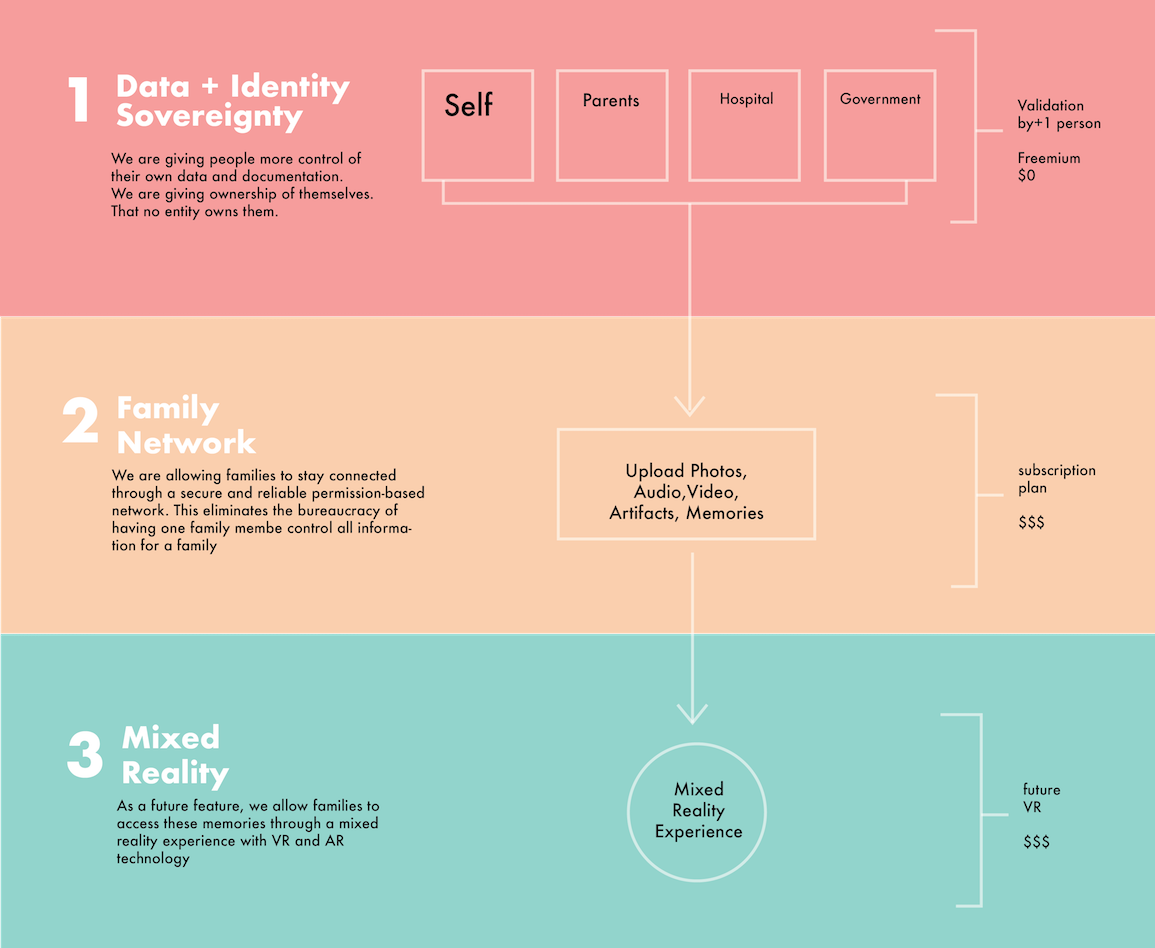 1
Data + Identity
Sovereignty
We are giving people more control of
their own data and documentation.
We are giving ownership of themselves.
That no entity owns them.
Self
Parents
Hospital
Government
Validation
by+1 person
Freemium
$0
2
Family
Network
We are allowing families to stay connected
through a secure and reliable permission-based
network. This eliminates the bureaucracy of
having one family membe control all informa-
tion for a family
Upload Photos,
Audio,Video,
Artifacts, Memories
subscription
plan
$$$
3
Mixed
Reality
As a future feature, we allow families to
access these memories through a mixed
reality experience with VR and AR
technology
Mixed
Reality
Experience
future
VR
$$$